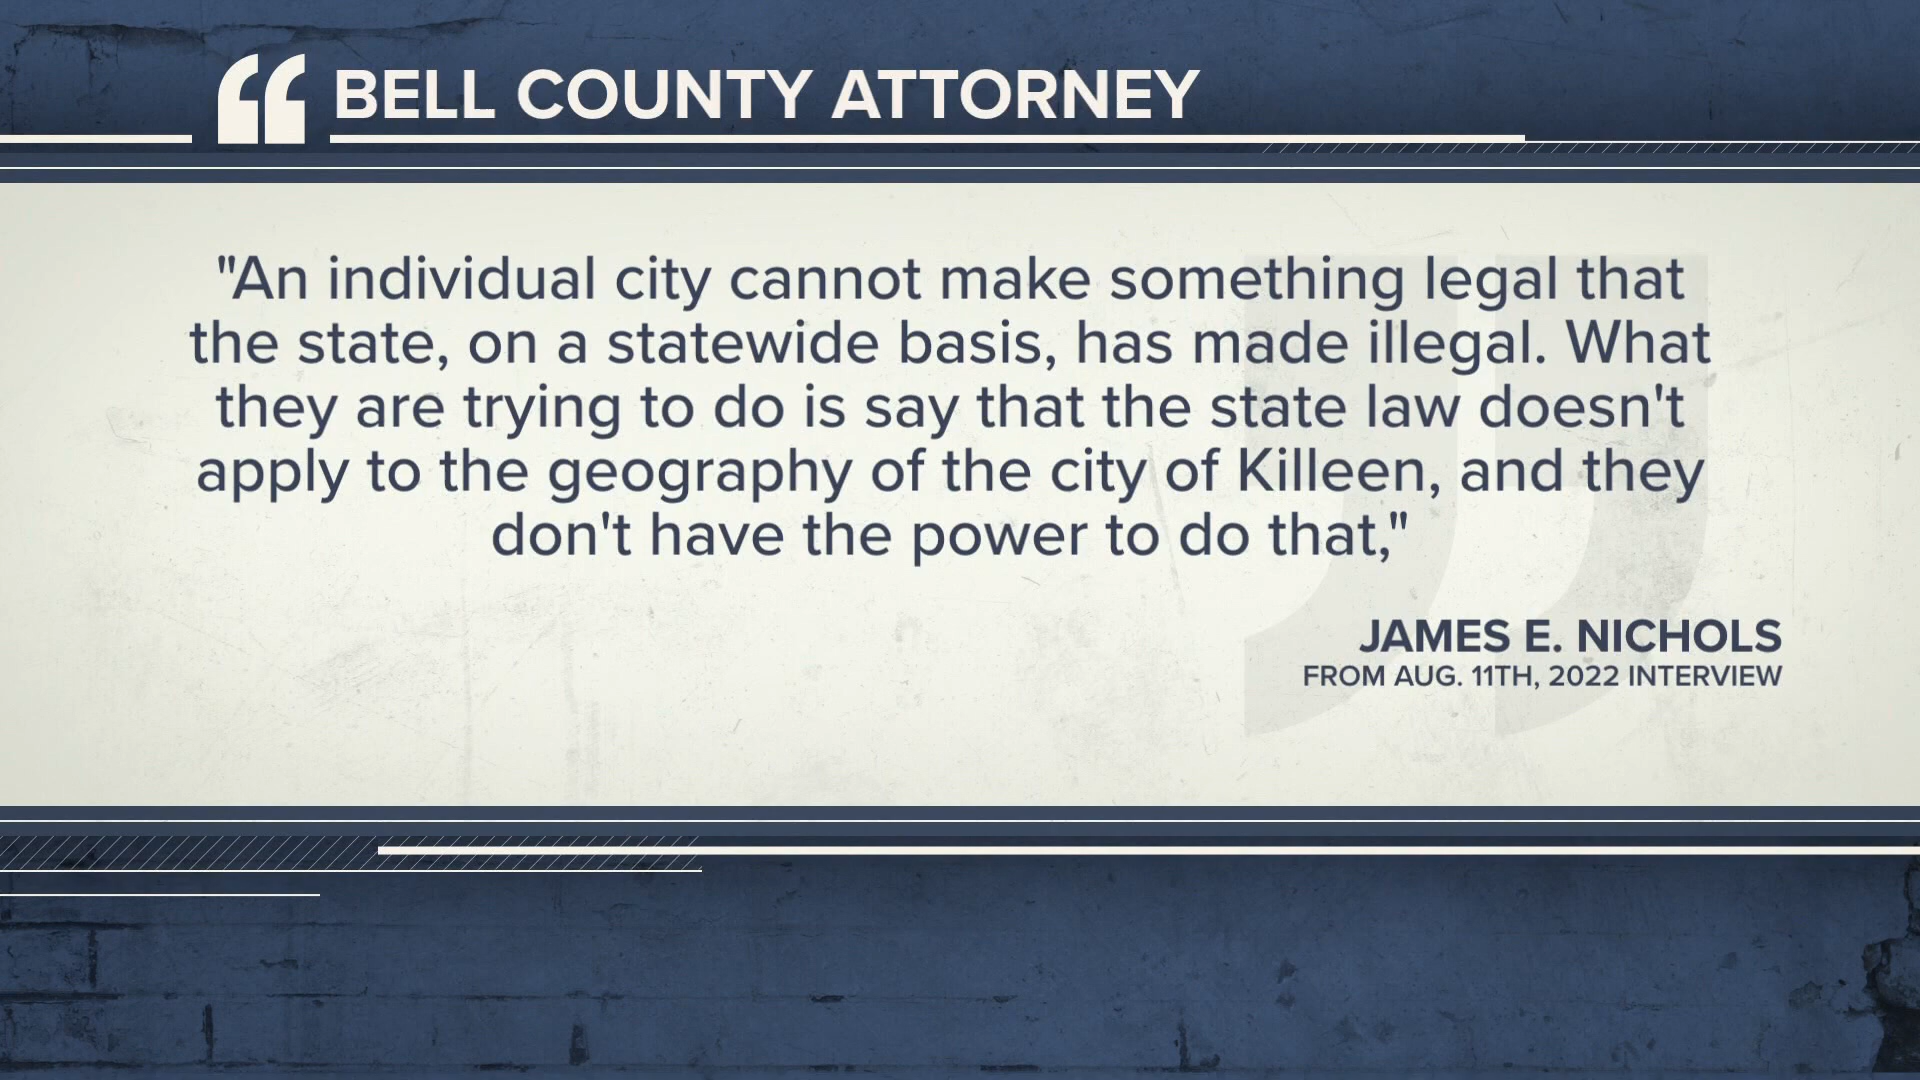 “ BELL COUNTY ATTORNEY
"An individual city cannot make something legal that
the state, on a statewide basis, has made illegal. What
they are trying to do is say that the state law doesn't
apply to the geography of the city of Killeen, and they
don't have the power to do that,"
JAMES E. NICHOLS
FROM AUG. 11TH, 2022 INTERVIEW